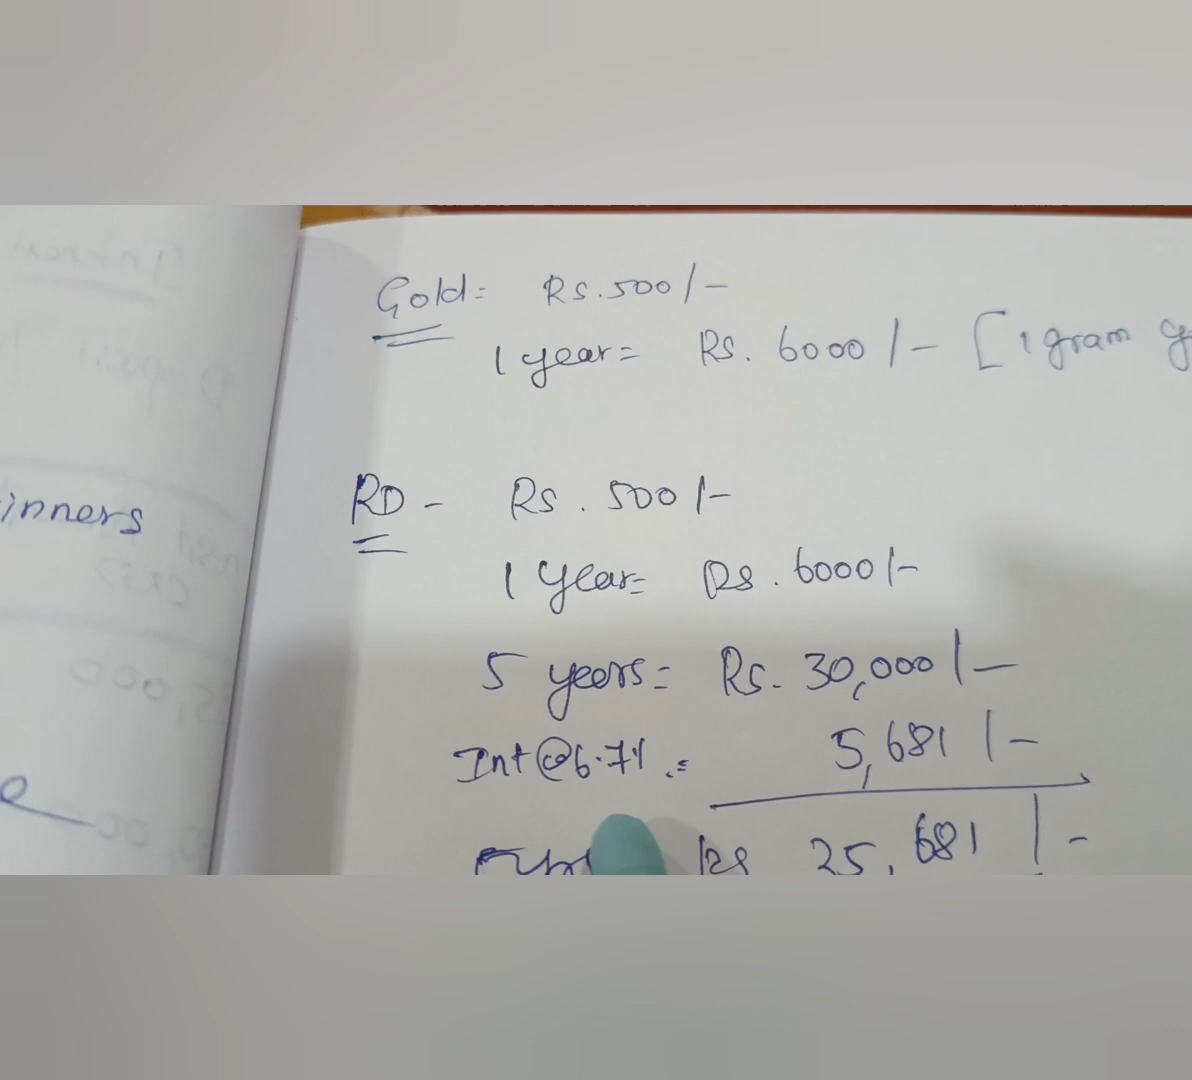 Gold = Rs. 500/-
1 year = Rs. 6000/- [1 gram
RD - Rs. 500/-
1 Year = Rs. 6000/-
5 years = Rs. 30,000/-
Int @6.7% = 5,681/-
Rs 35,681/-
inners